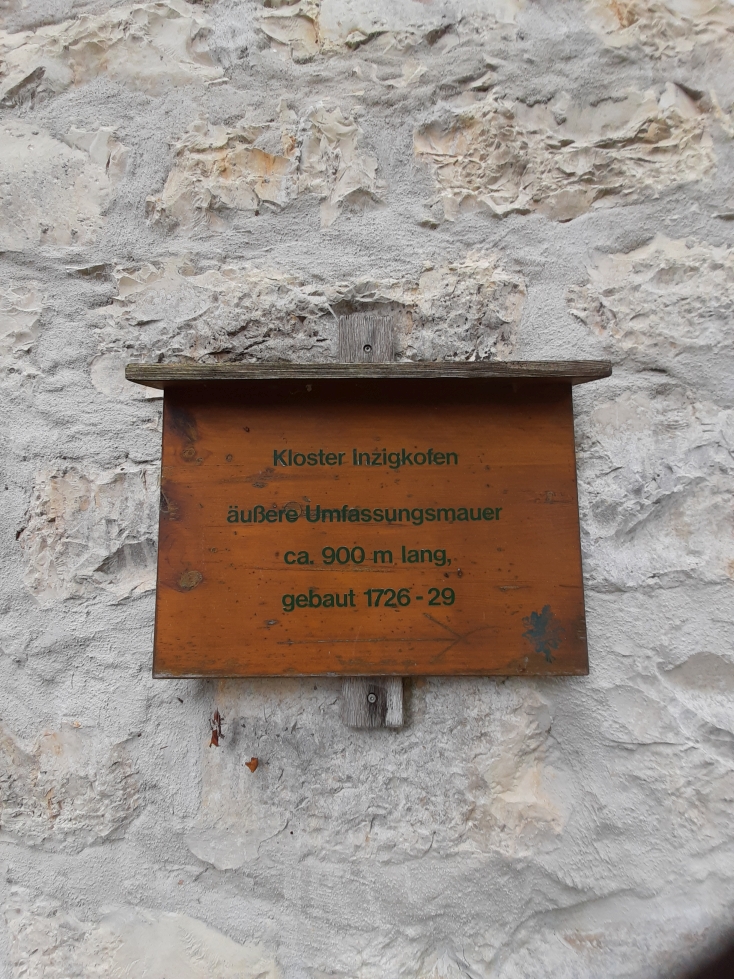 Kloster Inzigkofen
äußere Umfassungsmauer
ca. 900 m lang,
gebaut 1726 - 29